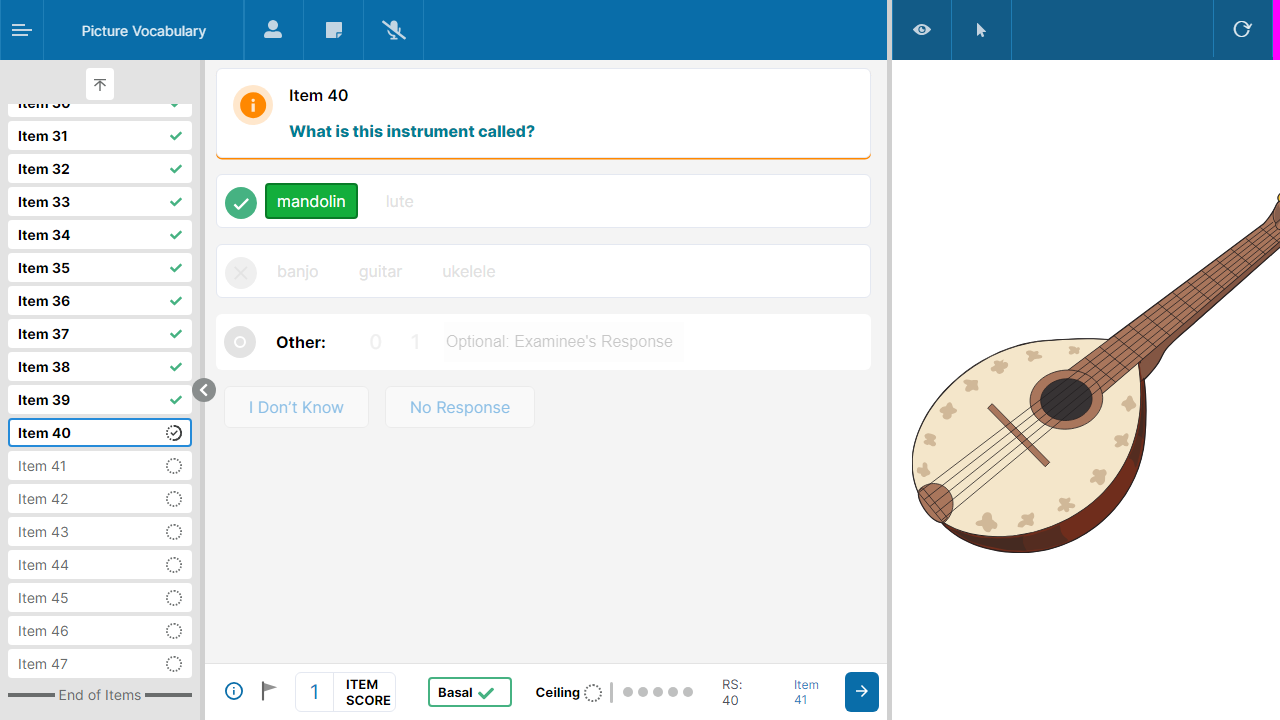 Picture Vocabulary
Item 30
Item 31
Item 32
Item 33
Item 34
Item 35
Item 36
Item 37
Item 38
Item 39
Item 40
Item 41
Item 42
Item 43
Item 44
Item 45
Item 46
Item 47
End of Items
Item 40
What is this instrument called?
mandolin lute
banjo guitar ukelele
Other: 0 1 Optional: Examinee's Response
I Don't Know No Response
1 ITEM SCORE
Basal
Ceiling
RS: 40
Item 41